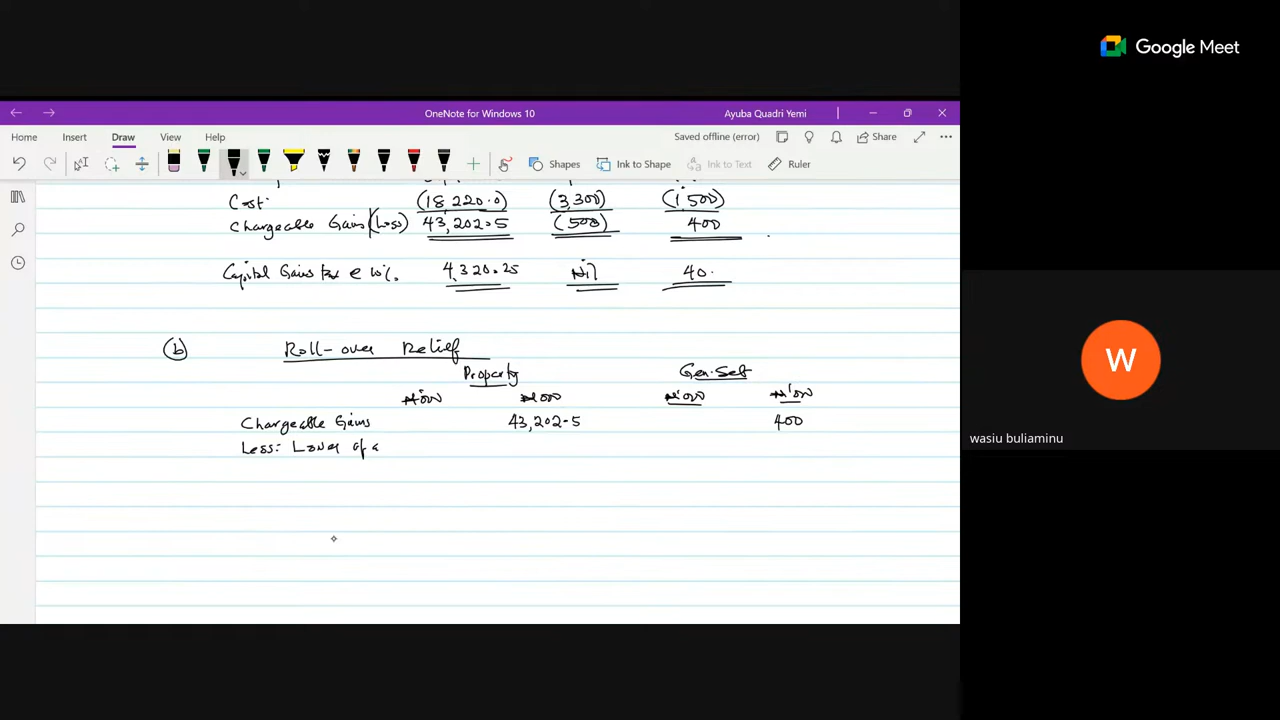 Google Meet
OneNote for Windows 10
Ayuba Quadri Yemi
Home Insert Draw View Help
Saved offline (error) Share
Shapes Ink to Shape Ink to Text Ruler
Cost (18,220.0) (3,300) (1,500)
Chargeable Gains/(Loss) 43,202.5 (500) 400
Capital Gains Tax @ 10%. 4,320.25 Nil 40.
(b) Roll-over Relief
Property Gen. Set
₦'000 ₦'000 ₦'000 ₦'000
Chargeable Gains 43,202.5 400
Less: Lower of a
W
wasiu buliaminu